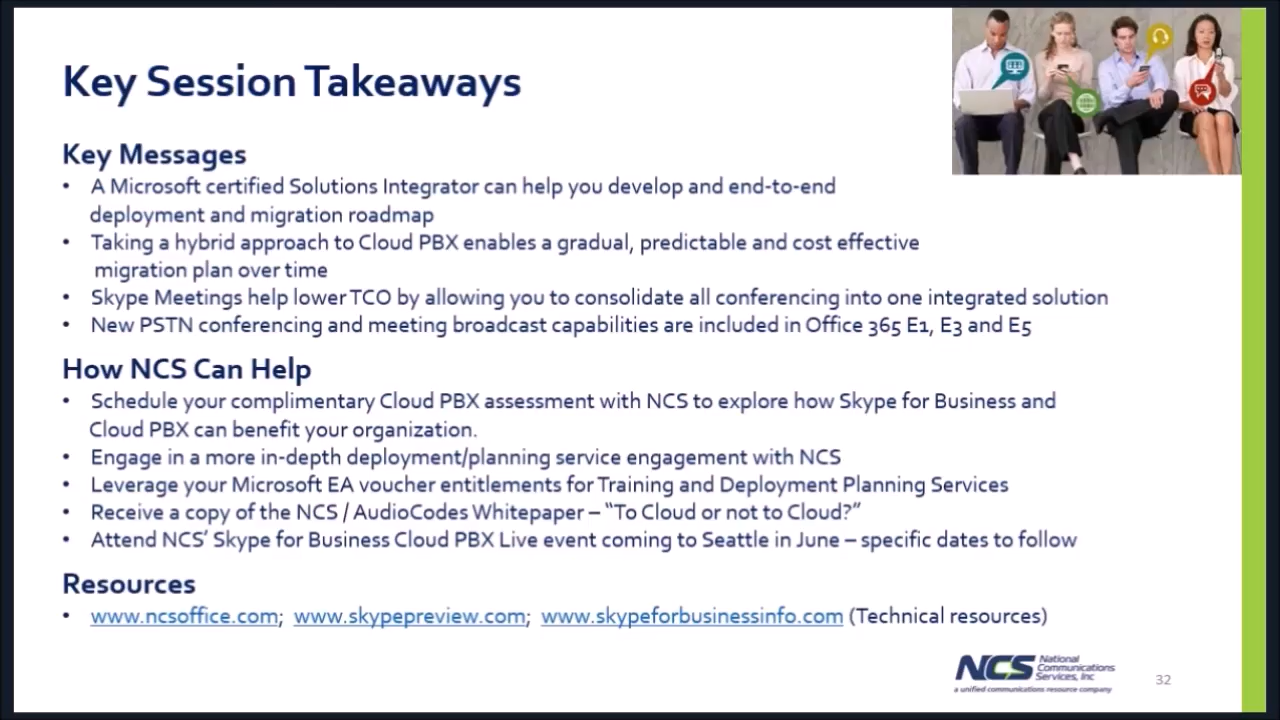 Key Session Takeaways
Key Messages
• A Microsoft certified Solutions Integrator can help you develop and end-to-end
deployment and migration roadmap
• Taking a hybrid approach to Cloud PBX enables a gradual, predictable and cost effective
migration plan over time
• Skype Meetings help lower TCO by allowing you to consolidate all conferencing into one integrated solution
• New PSTN conferencing and meeting broadcast capabilities are included in Office 365 E1, E3 and E5
How NCS Can Help
• Schedule your complimentary Cloud PBX assessment with NCS to explore how Skype for Business and
Cloud PBX can benefit your organization.
• Engage in a more in-depth deployment/planning service engagement with NCS
• Leverage your Microsoft EA voucher entitlements for Training and Deployment Planning Services
• Receive a copy of the NCS / AudioCodes Whitepaper – “To Cloud or not to Cloud?”
• Attend NCS’ Skype for Business Cloud PBX Live event coming to Seattle in June – specific dates to follow
Resources
• www.ncsoffice.com; www.skypepreview.com; www.skypeforbusinessinfo.com (Technical resources)
NCS National
Communications
Services, Inc
a unified communications resource company
32